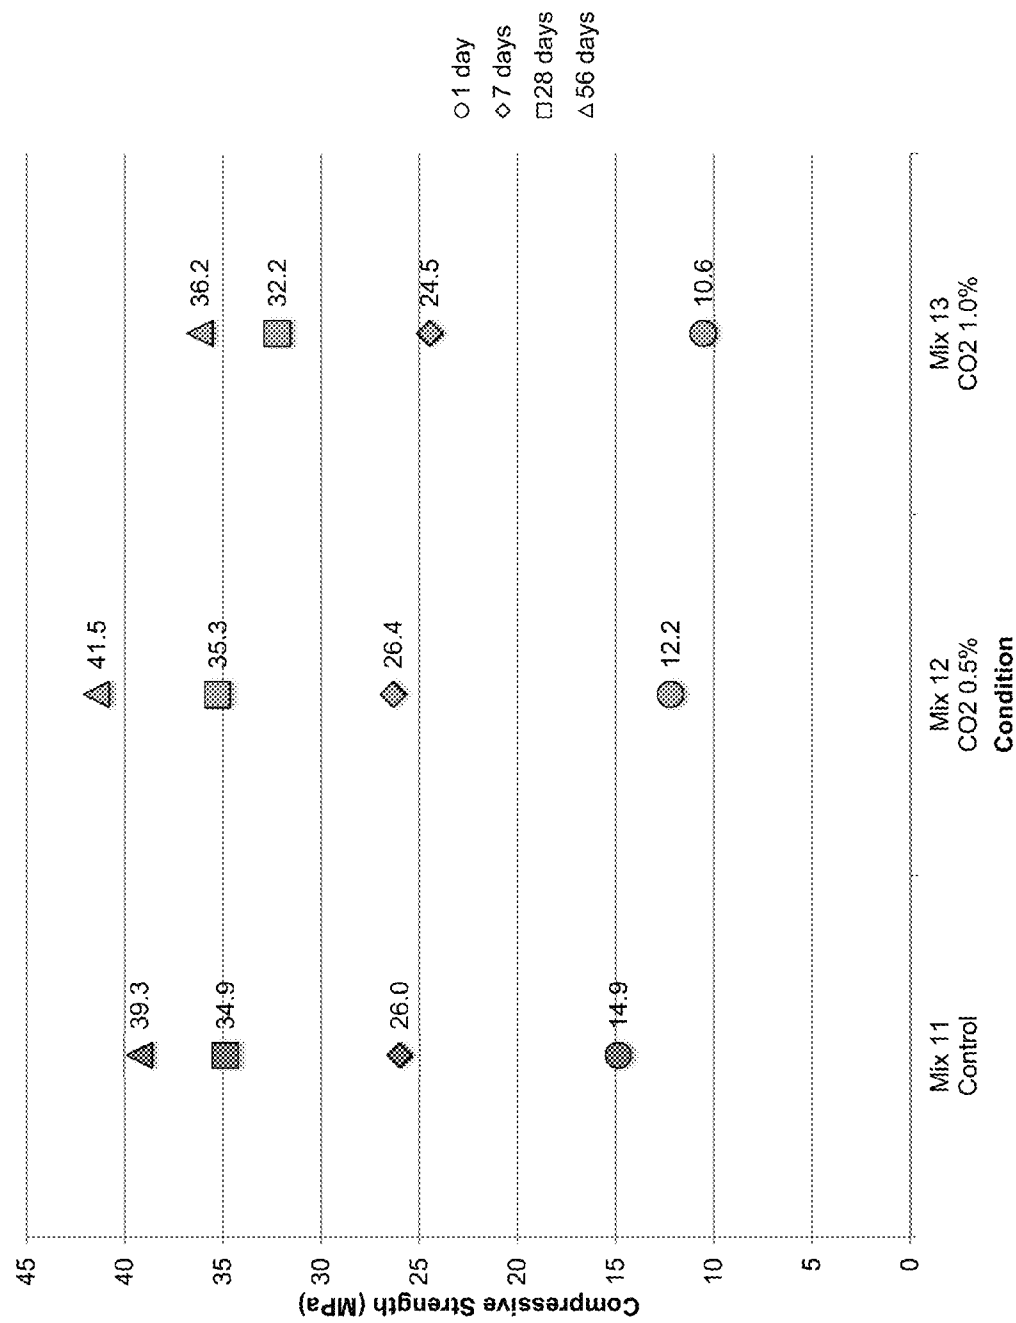 45
40
35
30
25
20
15
10
5
0
Compressive Strength (MPa)
39.3
34.9
26.0
14.9
41.5
35.3
26.4
12.2
36.2
32.2
24.5
10.6
Mix 11
Control
Mix 12
CO2 0.5%
Mix 13
CO2 1.0%
Condition
1 day
7 days
28 days
56 days